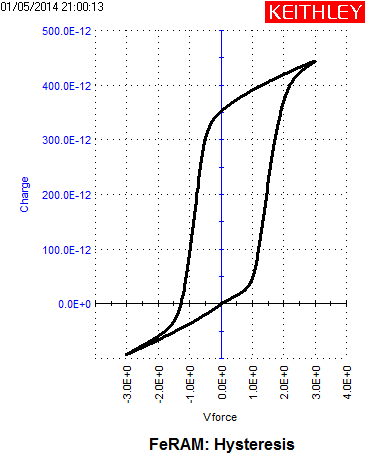 01/05/2014 21:00:13
KEITHLEY
500.0E-12
400.0E-12
300.0E-12
200.0E-12
100.0E-12
0.0E+0
Charge
-3.0E+0
-2.0E+0
-1.0E+0
0.0E+0
1.0E+0
2.0E+0
3.0E+0
4.0E+0
Vforce
FeRAM: Hysteresis